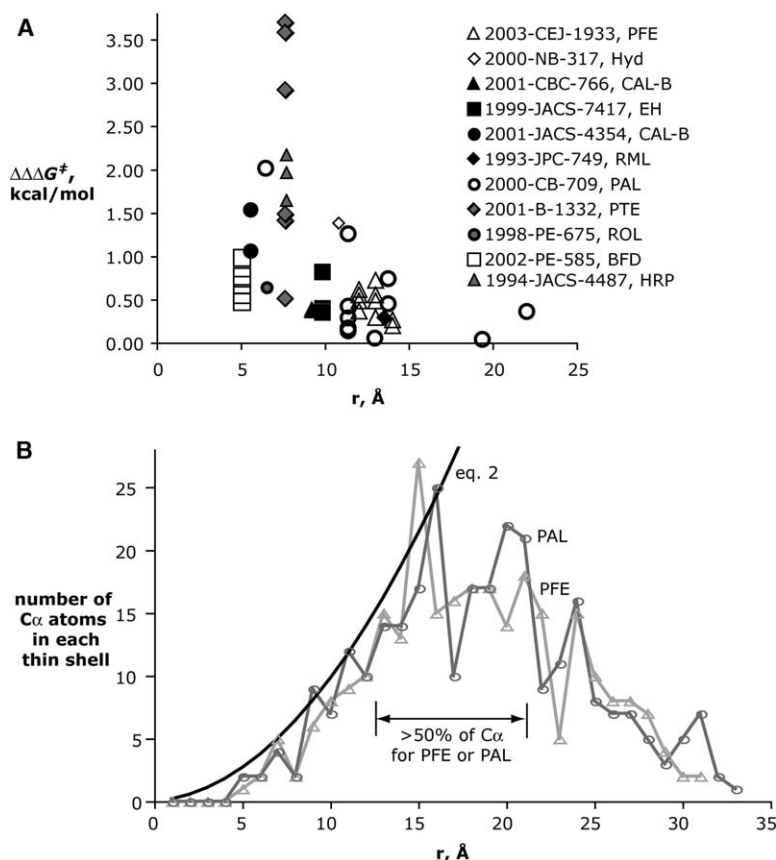 A
3.50
3.00
2.50
2.00
1.50
1.00
0.50
0.00
ΔΔΔG‡,
kcal/mol
0 5 10 15 20 25
r, Å
2003-CEJ-1933, PFE
2000-NB-317, Hyd
2001-CBC-766, CAL-B
1999-JACS-7417, EH
2001-JACS-4354, CAL-B
1993-JPC-749, RML
2000-CB-709, PAL
2001-B-1332, PTE
1998-PE-675, ROL
2002-PE-585, BFD
1994-JACS-4487, HRP
B
25
20
15
10
5
0
number of
Cα atoms
in each
thin shell
eq. 2
PAL
PFE
>50% of Cα
for PFE or PAL
0 5 10 15 20 25 30 35
r, Å